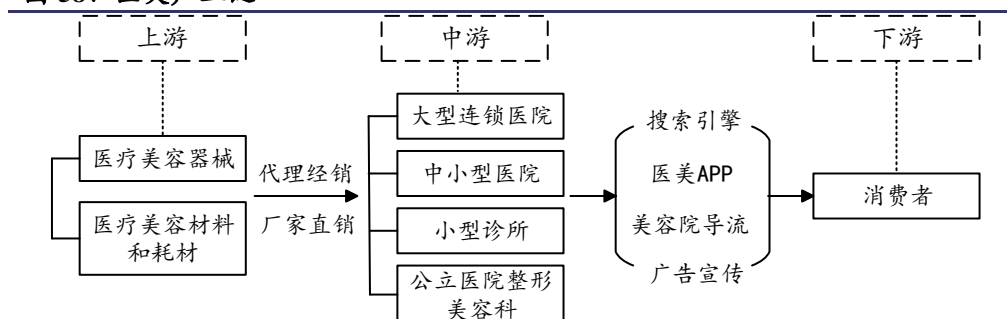 上游
中游
下游
医疗美容器械
医疗美容材料
和耗材
代理经销
厂家直销
大型连锁医院
中小型医院
小型诊所
公立医院整形
美容科
搜索引擎
医美APP
美容院导流
广告宣传
消费者